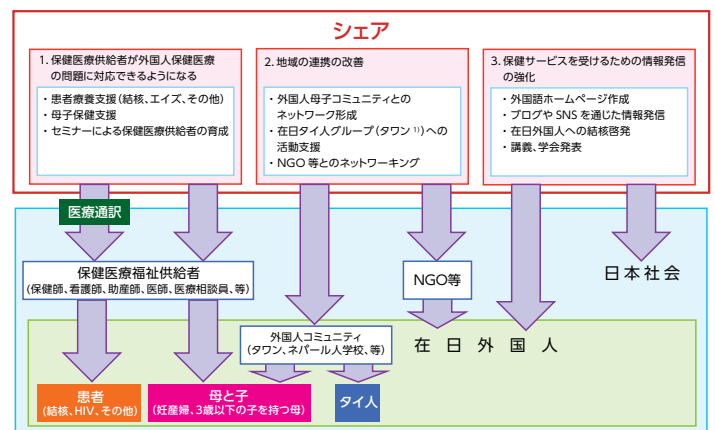 シェア
1. 保健医療供給者が外国人保健医療
の問題に対応できるようになる
・患者療養支援（結核、エイズ、その他）
・母子保健支援
・セミナーによる保健医療供給者の育成
2. 地域の連携の改善
・外国人母子コミュニティとの
ネットワーク形成
・在日タイ人グループ（タワン 1)）への
活動支援
・NGO 等とのネットワーキング
3. 保健サービスを受けるための情報発信
の強化
・外国語ホームページ作成
・ブログや SNS を通じた情報発信
・在日外国人への結核啓発
・講義、学会発表
医療通訳
保健医療福祉供給者
（保健師、看護師、助産師、医師、医療相談員、等）
NGO等
日本社会
外国人コミュニティ
（タワン、ネパール人学校、等）
在日外国人
患者
（結核、HIV、その他）
母と子
（妊産婦、3歳以下の子を持つ母）
タイ人